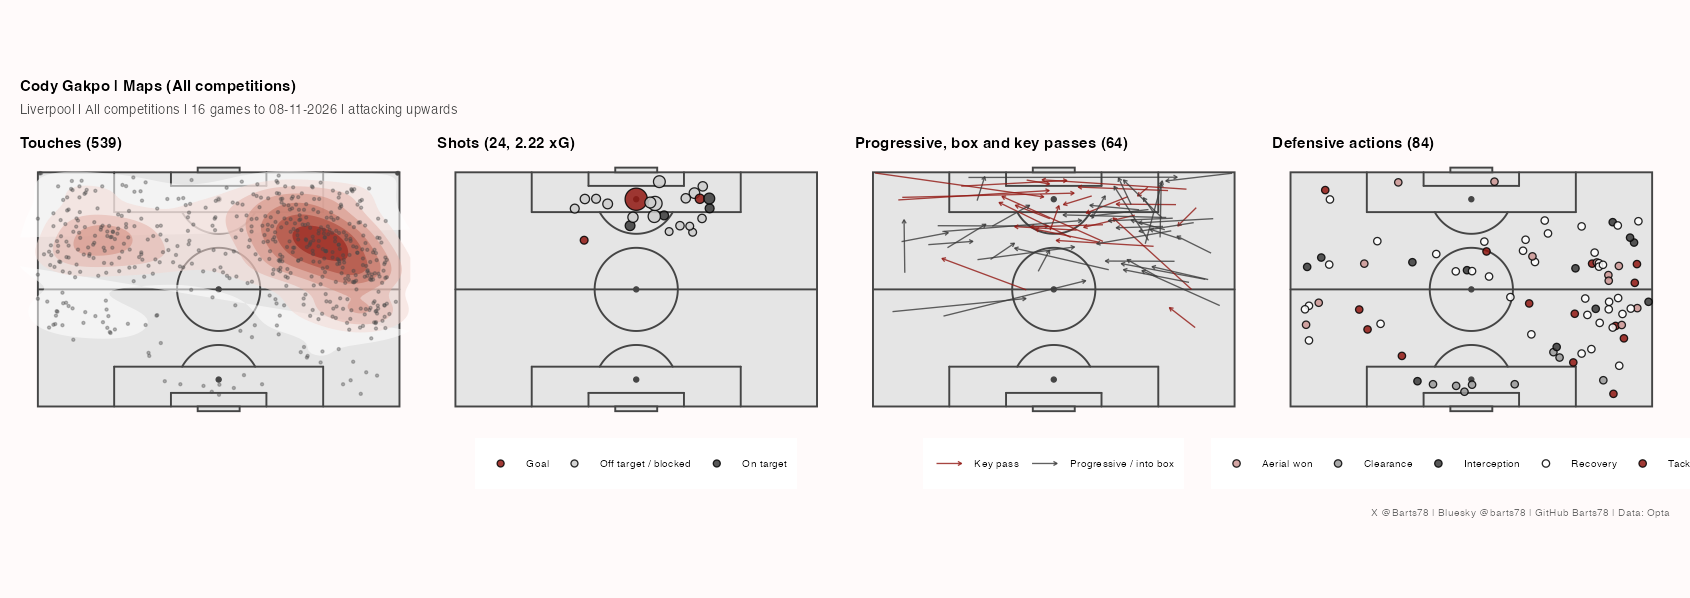 Cody Gakpo | Maps (All competitions)
Liverpool | All competitions | 16 games to 08-11-2026 | attacking upwards
Touches (539)
Shots (24, 2.22 xG)
Progressive, box and key passes (64)
Defensive actions (84)
Goal
Off target / blocked
On target
Key pass
Progressive / into box
Aerial won
Clearance
Interception
Recovery
Tack
X @Barts78 | Bluesky @barts78 | GitHub Barts78 | Data: Opta